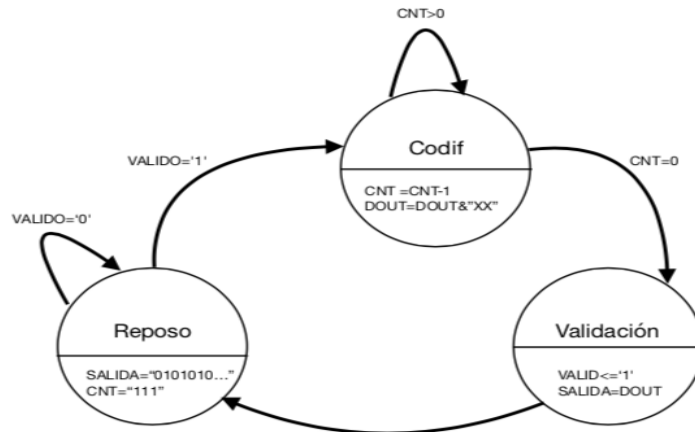 CNT>0
Codif
CNT =CNT-1
DOUT=DOUT&"XX"
VALIDO='1'
CNT=0
VALIDO='0'
Reposo
SALIDA="0101010..."
CNT="111"
Validación
VALID<='1'
SALIDA=DOUT